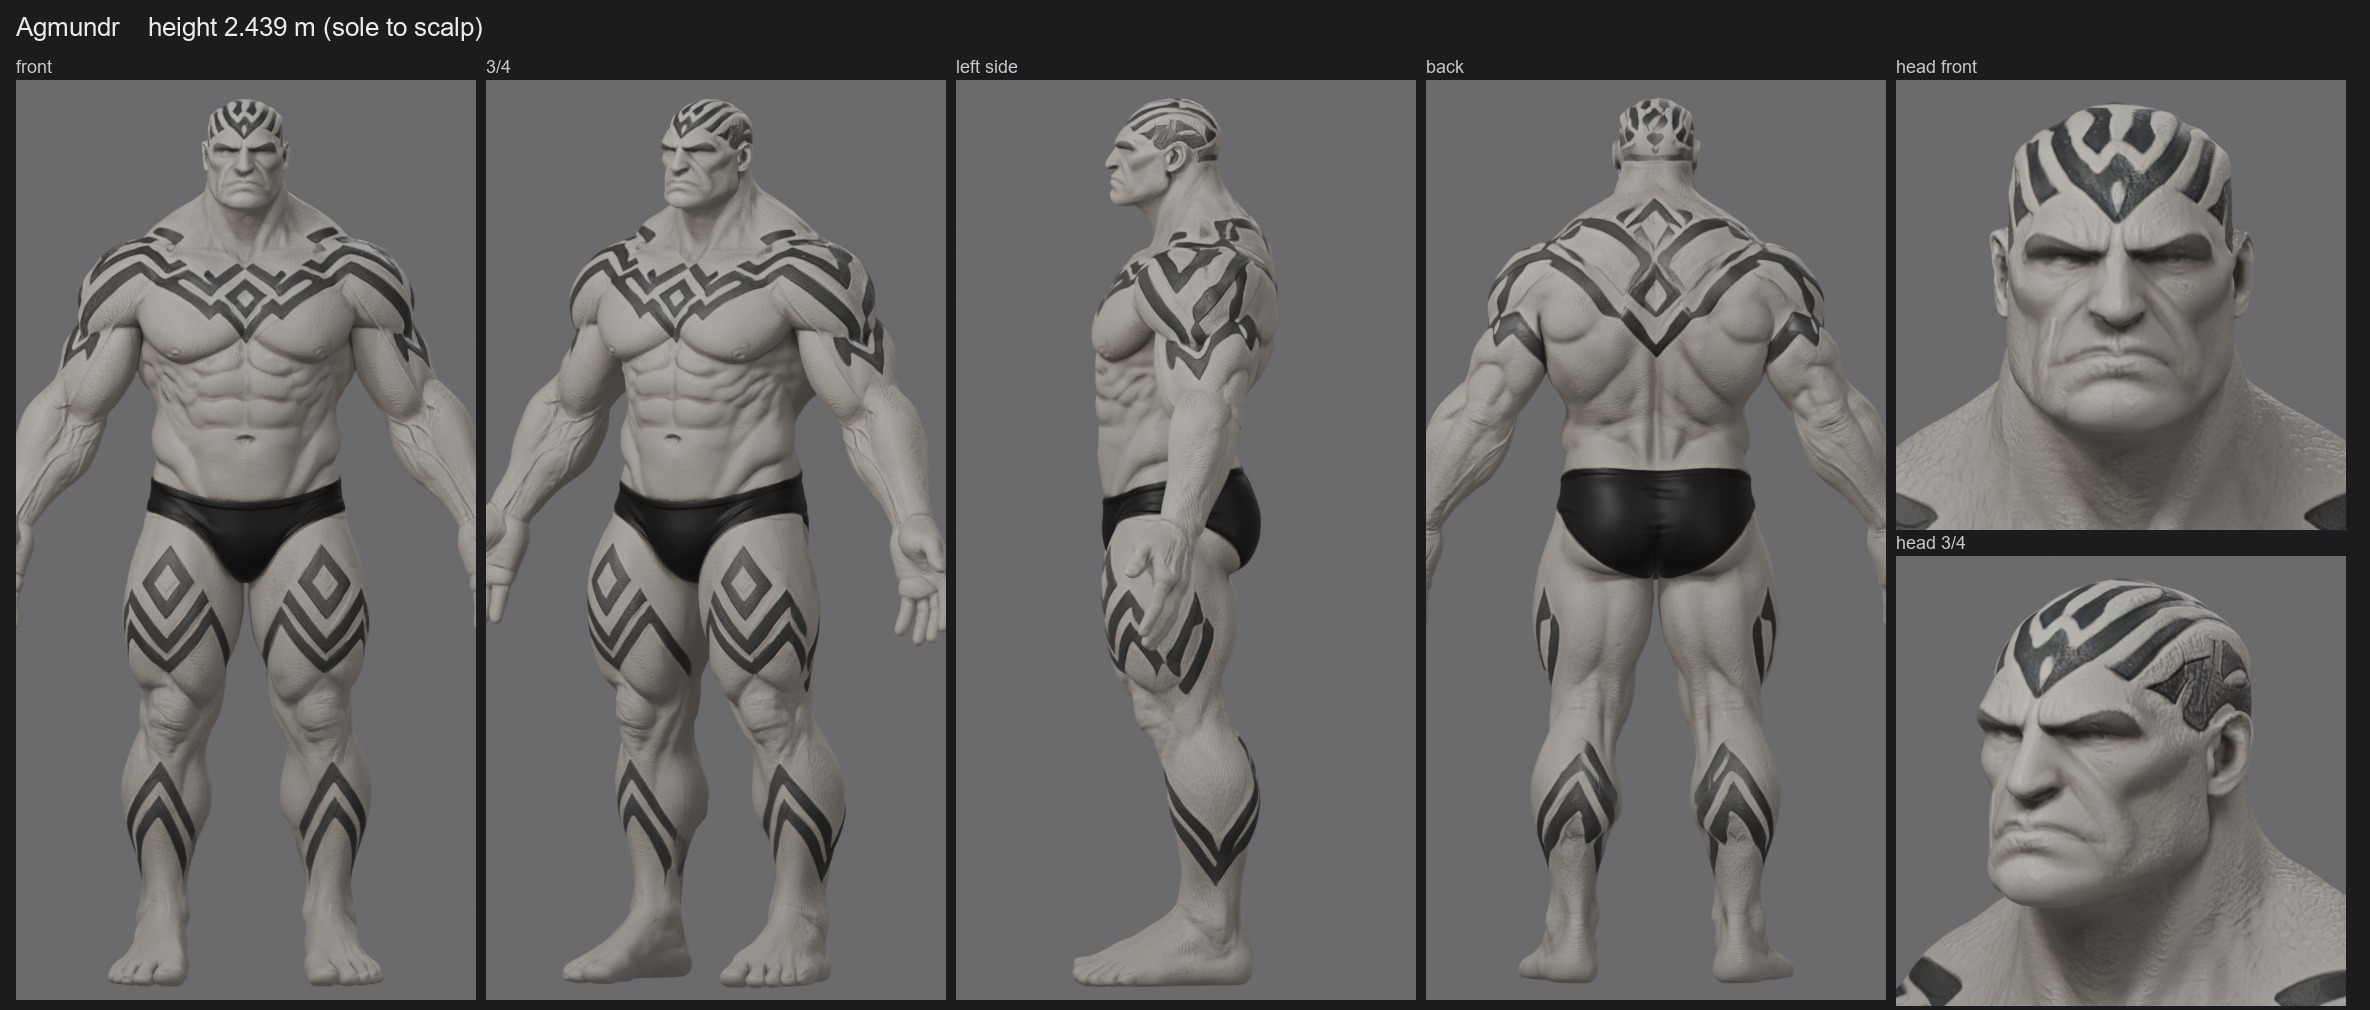 Agmundr height 2.439 m (sole to scalp)
front
3/4
left side
back
head front
head 3/4